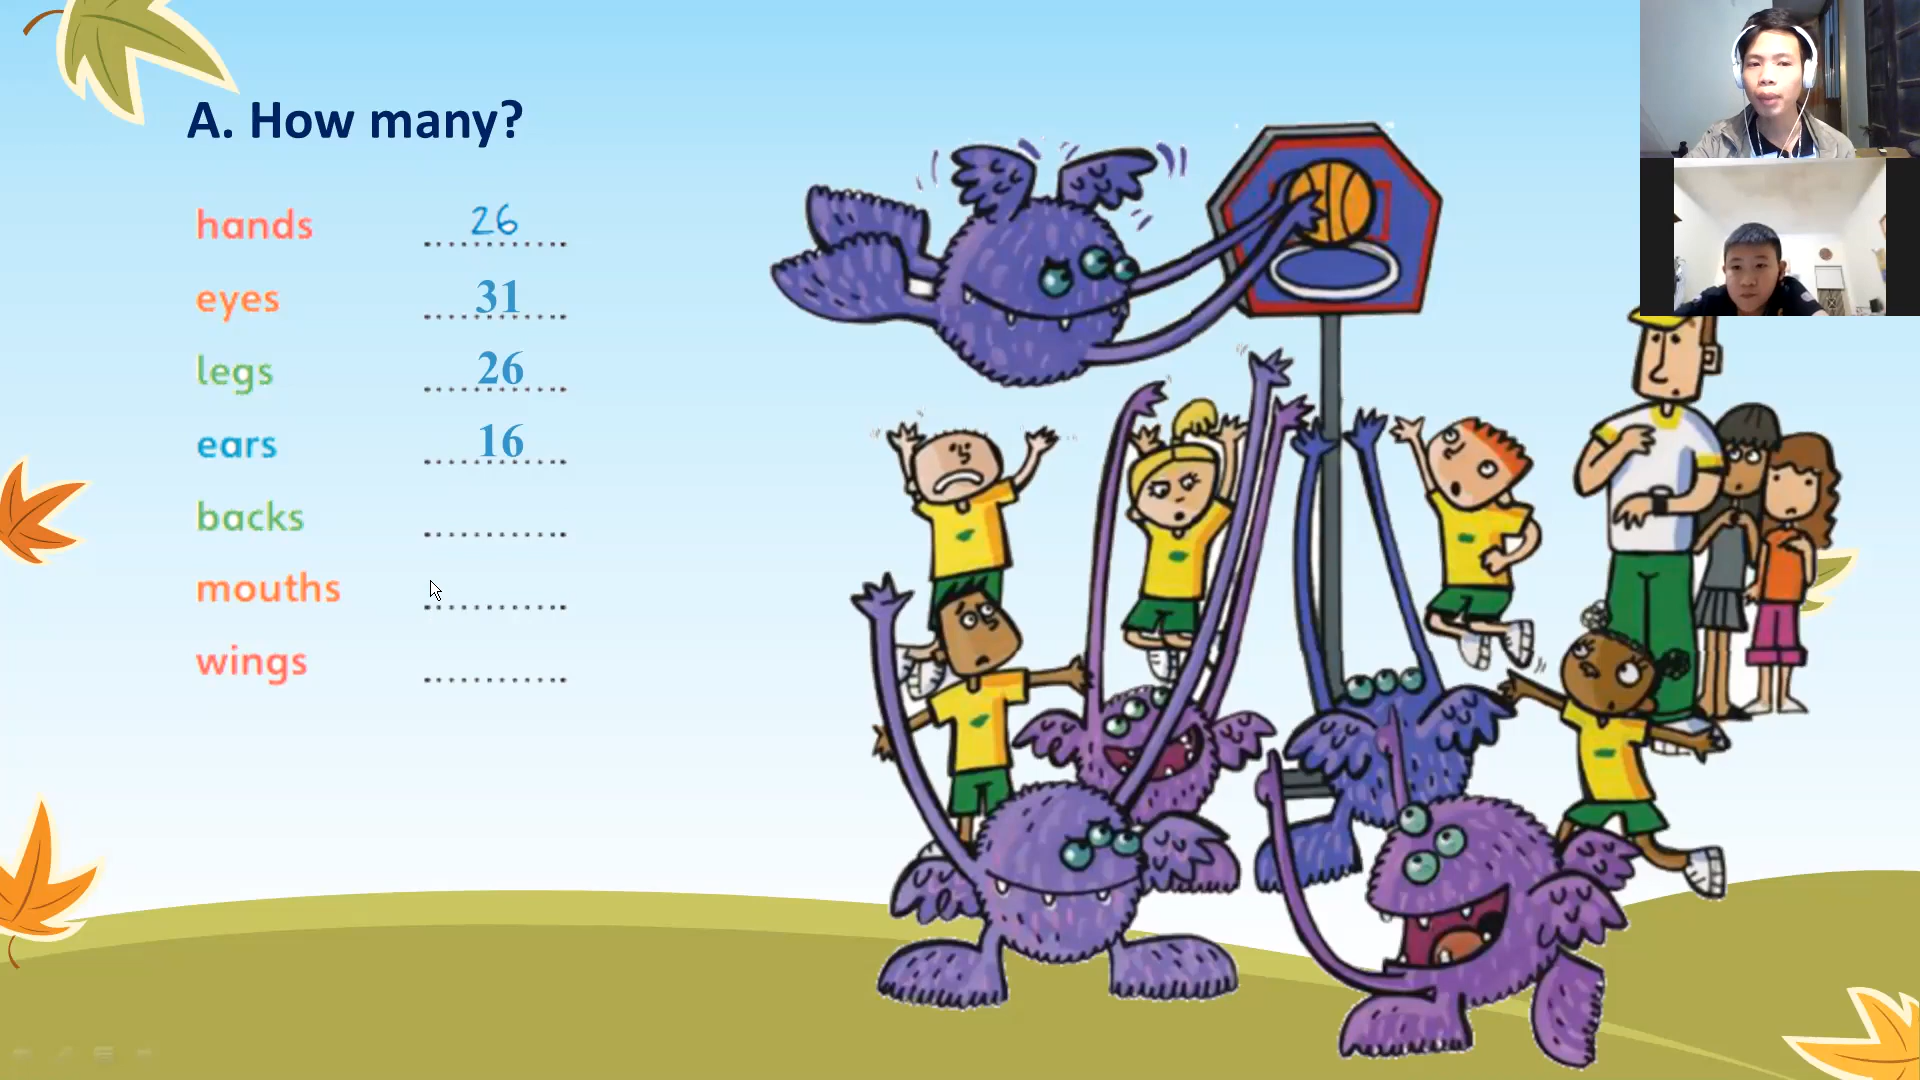 A. How many?
hands 26
eyes 31
legs 26
ears 16
backs
mouths
wings